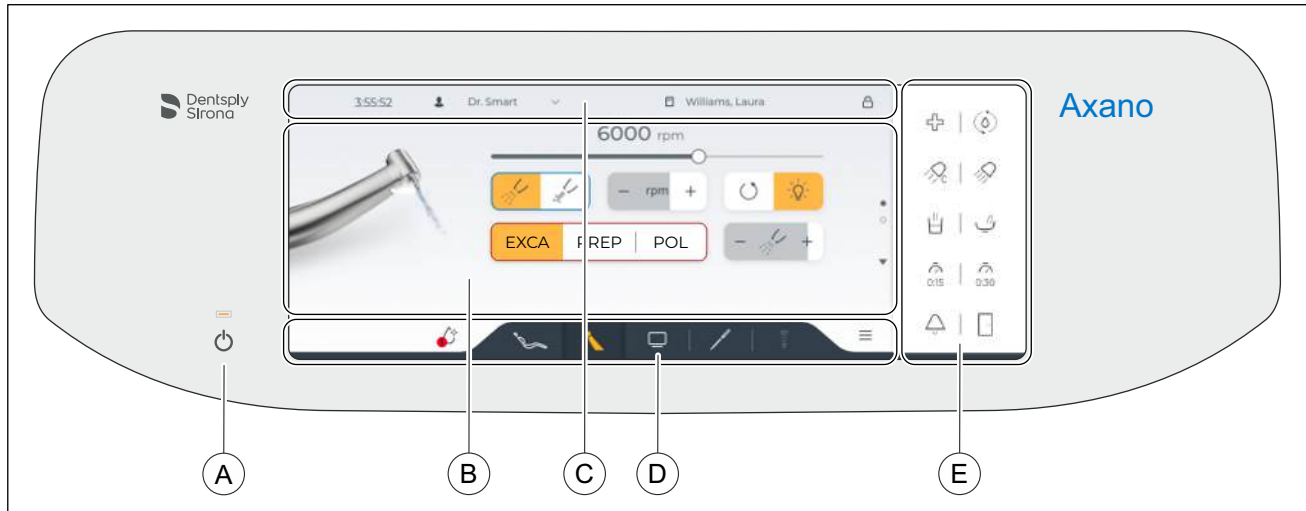 Dentsply
Sirona
3:55:52 Dr. Smart Williams, Laura
Axano
6000 rpm
− rpm +
EXCA PREP POL
− +
0:15 0:30
A
B
C
D
E